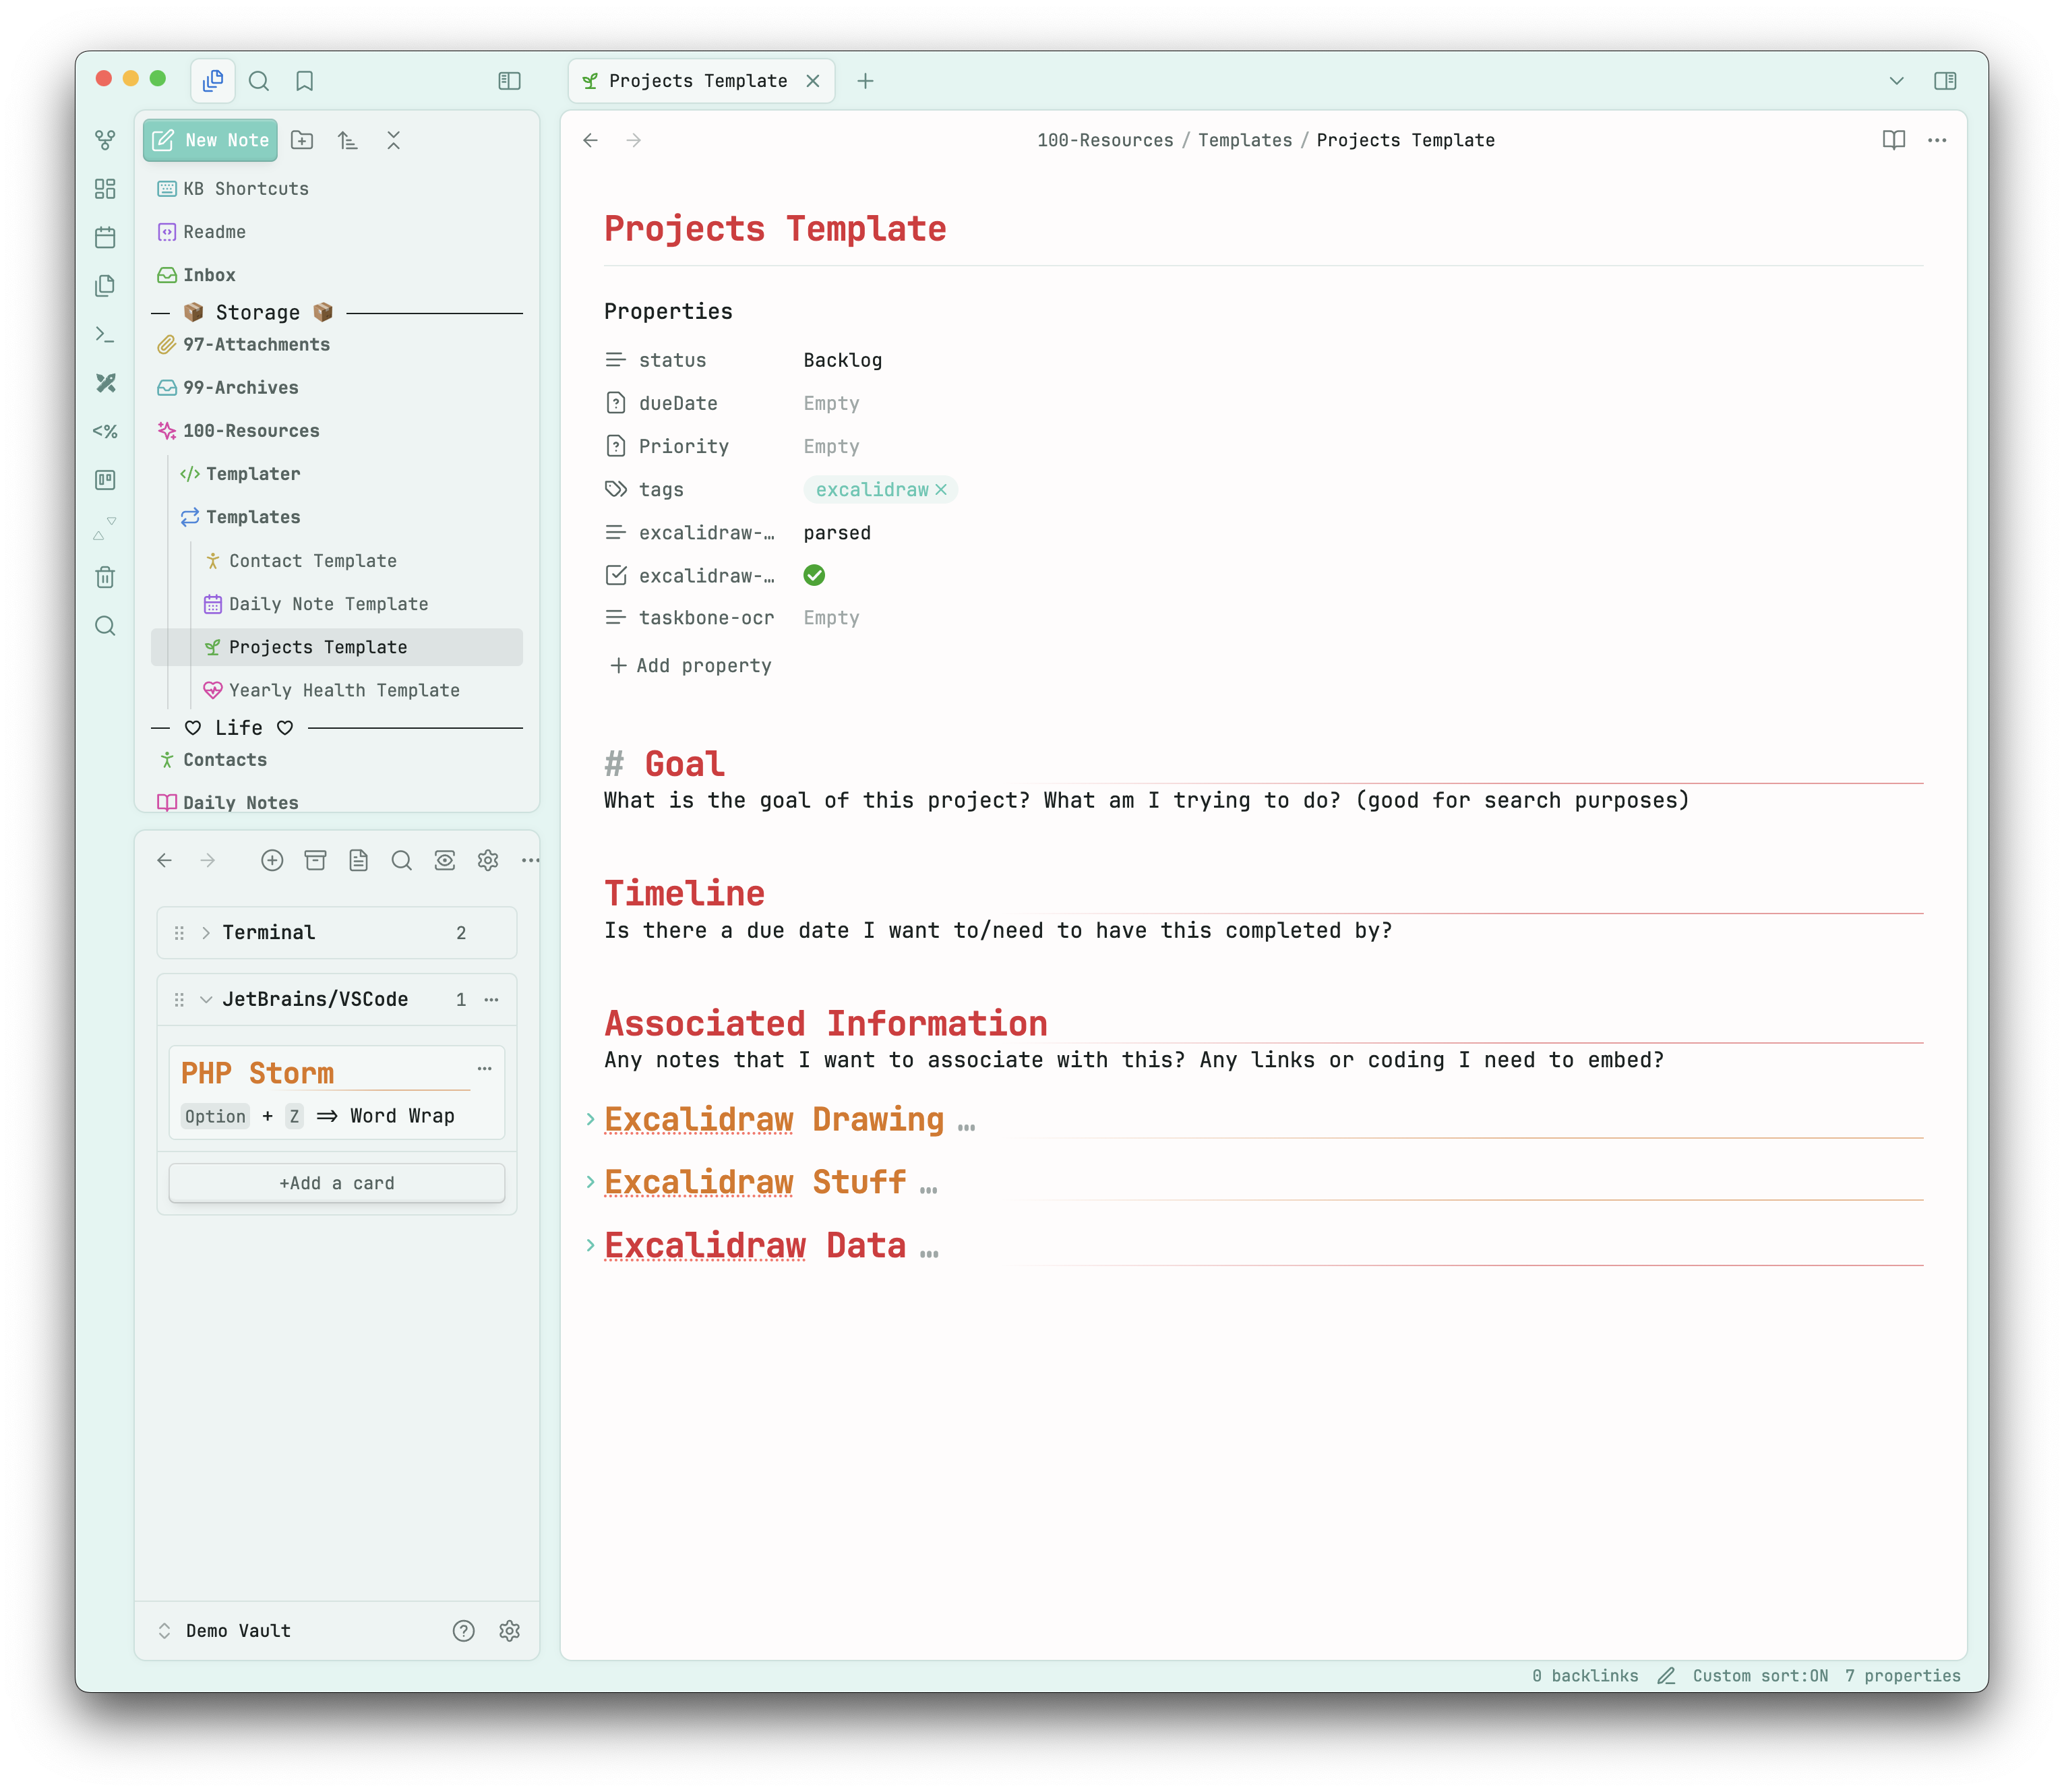 Projects Template
New Note
KB Shortcuts
Readme
Inbox
📦 Storage 📦
97-Attachments
99-Archives
100-Resources
Templater
Templates
Contact Template
Daily Note Template
Projects Template
Yearly Health Template
♡ Life ♡
Contacts
Daily Notes
<%
Terminal 2
JetBrains/VSCode 1
PHP Storm
Option + Z ⇒ Word Wrap
+Add a card
Demo Vault
100-Resources / Templates / Projects Template
Projects Template
Properties
status Backlog
dueDate Empty
Priority Empty
tags excalidraw
excalidraw-… parsed
excalidraw-…
taskbone-ocr Empty
+ Add property
# Goal
What is the goal of this project? What am I trying to do? (good for search purposes)
Timeline
Is there a due date I want to/need to have this completed by?
Associated Information
Any notes that I want to associate with this? Any links or coding I need to embed?
Excalidraw Drawing …
Excalidraw Stuff …
Excalidraw Data …
0 backlinks Custom sort:ON 7 properties